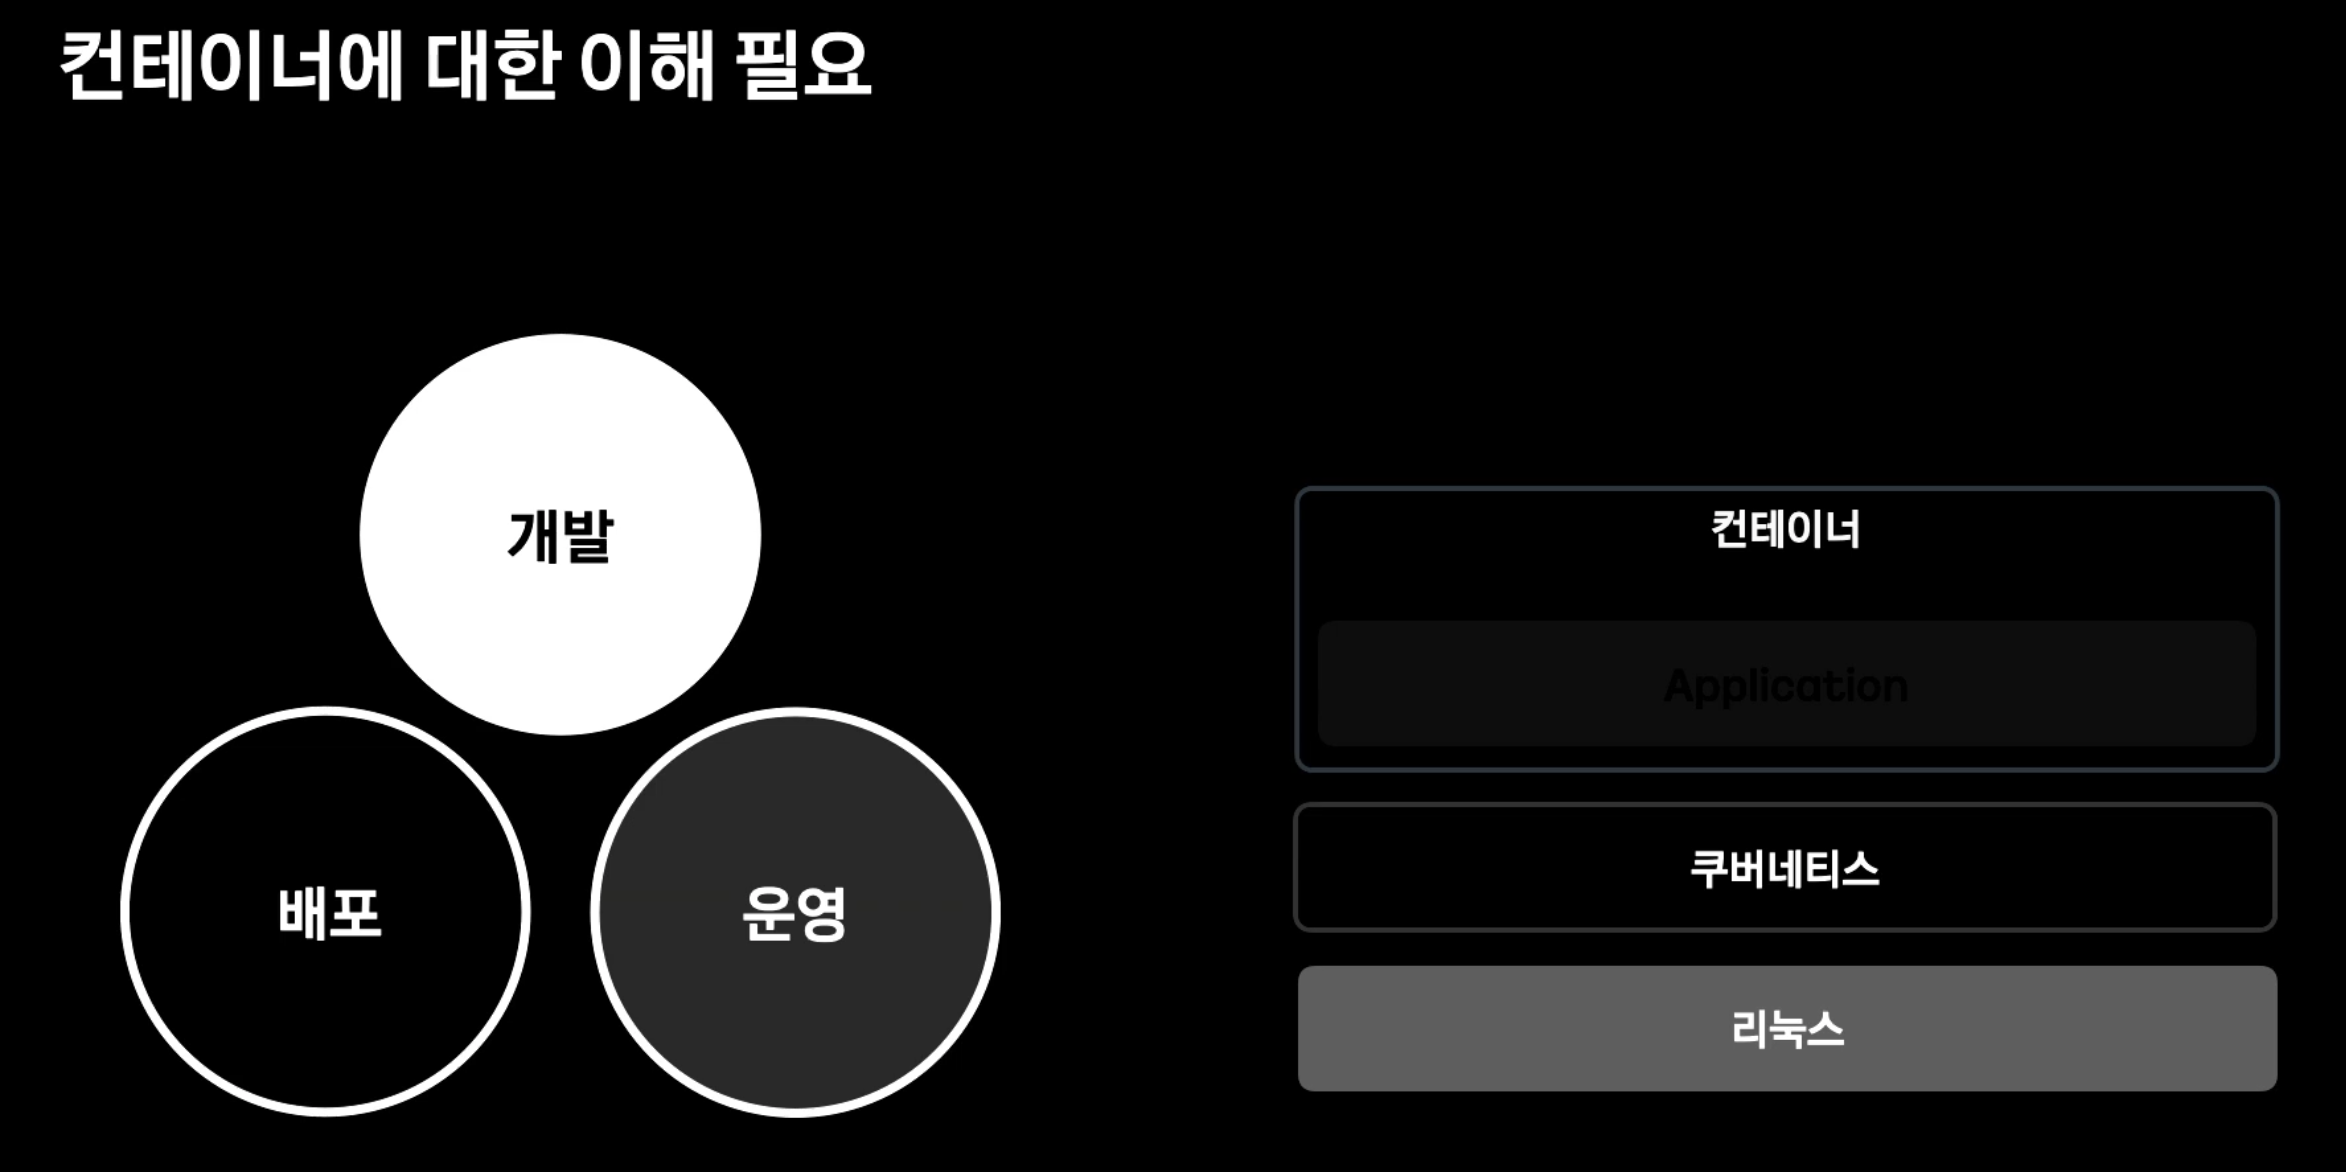 컨테이너에 대한 이해 필요
개발
배포
운영
컨테이너
Application
쿠버네티스
리눅스